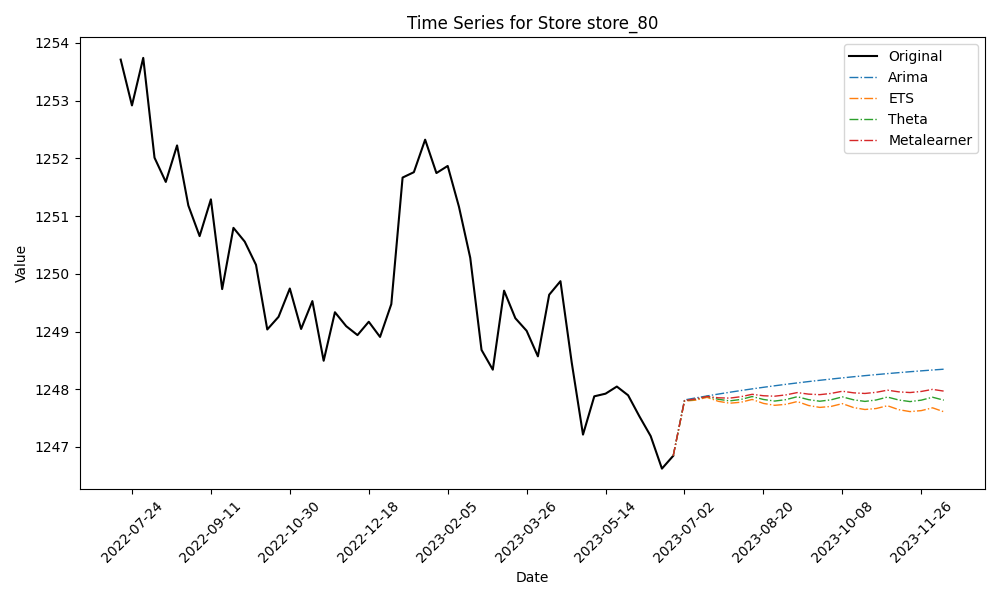 Time Series for Store store_80
Original
Arima
ETS
Theta
Metalearner
Value
1254
1253
1252
1251
1250
1249
1248
1247
2022-07-24
2022-09-11
2022-10-30
2022-12-18
2023-02-05
2023-03-26
2023-05-14
2023-07-02
2023-08-20
2023-10-08
2023-11-26
Date